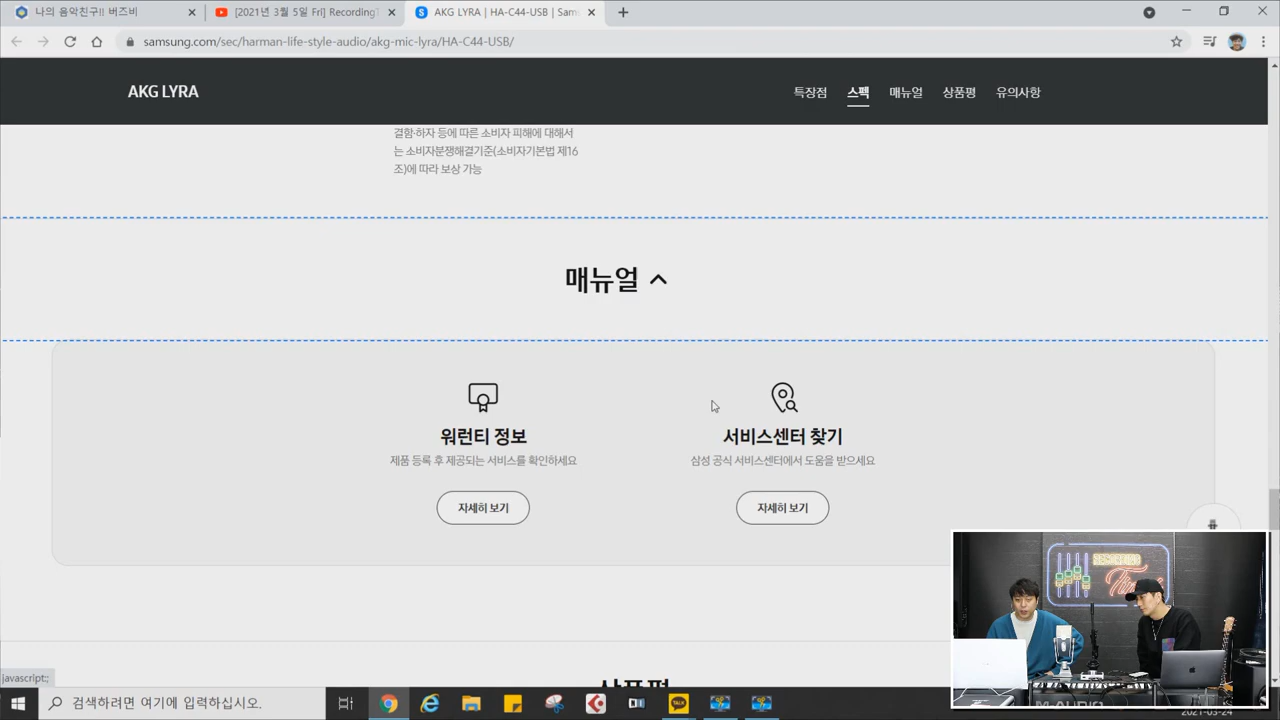 나의 음악친구!! 버즈비
[2021년 3월 5일 Fri] RecordingT
AKG LYRA | HA-C44-USB | Sam
samsung.com/sec/harman-life-style-audio/akg-mic-lyra/HA-C44-USB/
AKG LYRA
특장점
스펙
매뉴얼
상품평
유의사항
결함·하자 등에 따른 소비자 피해에 대해서
는 소비자분쟁해결기준(소비자기본법 제16
조)에 따라 보상 가능
매뉴얼
워런티 정보
제품 등록 후 제공되는 서비스를 확인하세요
자세히 보기
서비스센터 찾기
삼성 공식 서비스센터에서 도움을 받으세요
자세히 보기
상품평
RECORDING
Time
M-AUDIO
javascript:;
검색하려면 여기에 입력하십시오.
TALK
2021-03-24